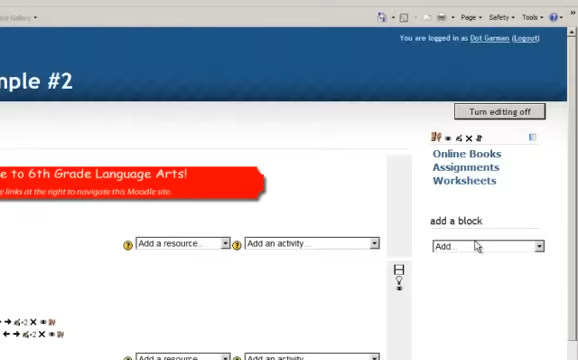 Page
Safety
Tools
You are logged in as Dot Garman (Logout)
mple #2
Turn editing off
e to 6th Grade Language Arts!
e links at the right to navigate this Moodle site.
Online Books
Assignments
Worksheets
add a block
Add...
Add a resource...
Add an activity...
Add a resource...
Add an activity...